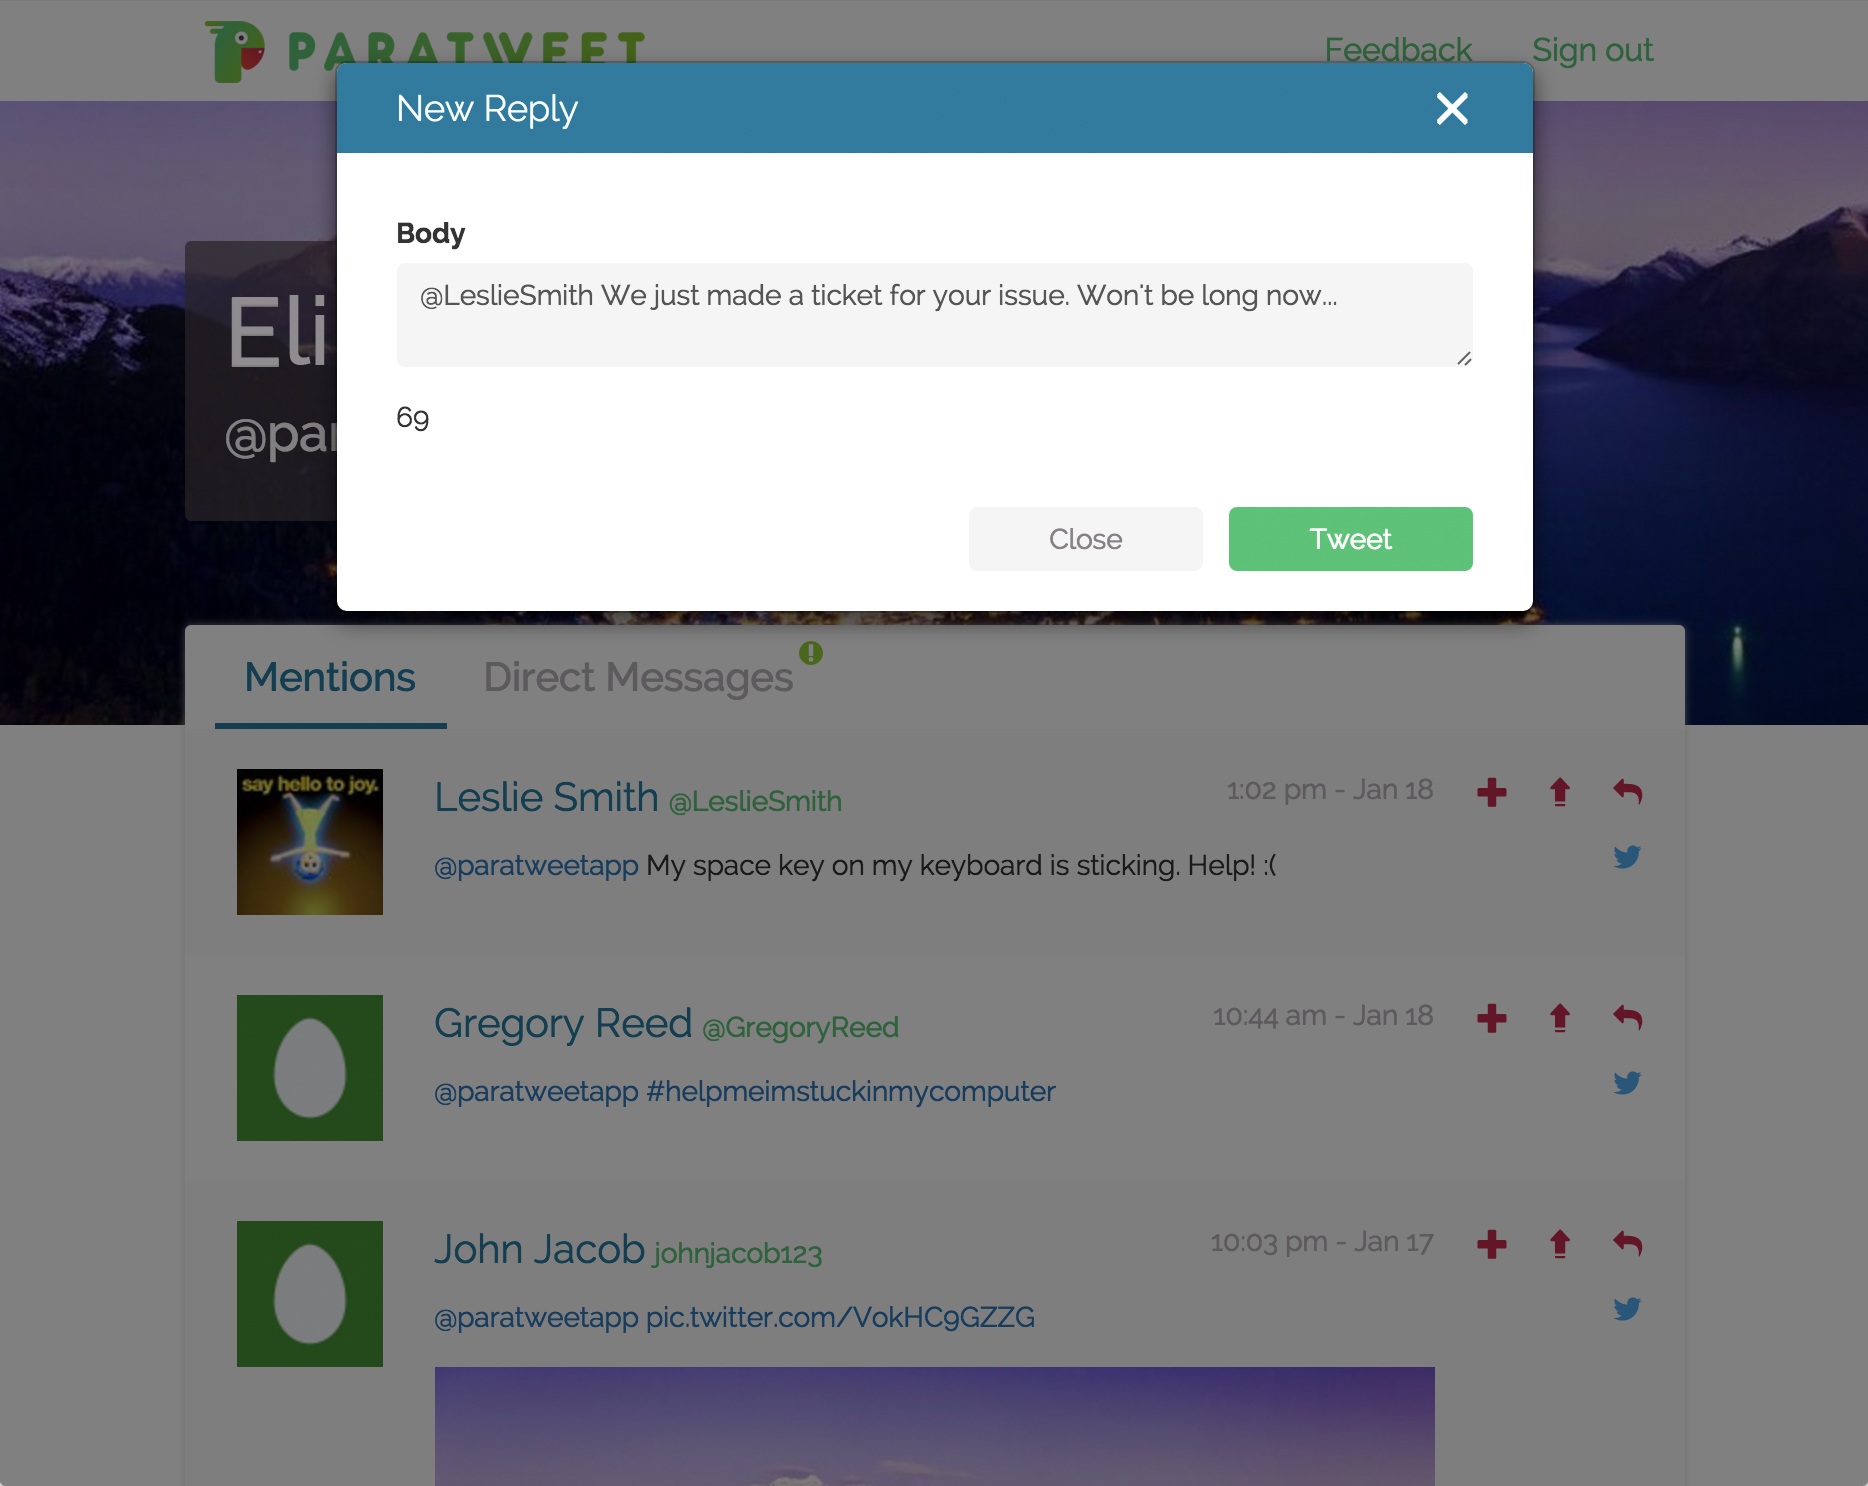 PARATWEET
Feedback
Sign out
New Reply
Body
@LeslieSmith We just made a ticket for your issue. Won't be long now...
69
Close
Tweet
Eli
@par
Mentions
Direct Messages
say hello to joy.
Leslie Smith @LeslieSmith
1:02 pm - Jan 18
@paratweetapp My space key on my keyboard is sticking. Help! :(
Gregory Reed @GregoryReed
10:44 am - Jan 18
@paratweetapp #helpmeimstuckinmycomputer
John Jacob johnjacob123
10:03 pm - Jan 17
@paratweetapp pic.twitter.com/VokHC9GZZG